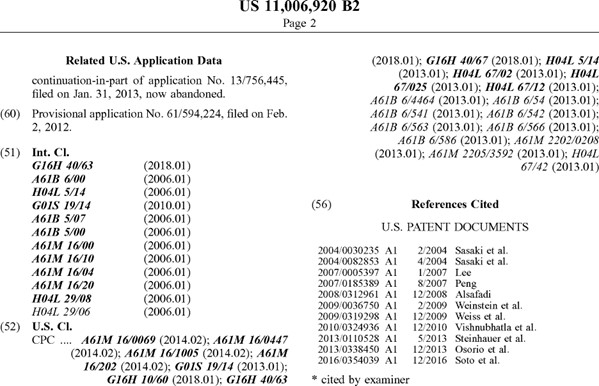 US 11,006,920 B2
Page 2
Related U.S. Application Data
continuation-in-part of application No. 13/756,445,
filed on Jan. 31, 2013, now abandoned.
(60) Provisional application No. 61/594,224, filed on Feb.
2, 2012.
(51) Int. Cl.
G16H 40/63 (2018.01)
A61B 6/00 (2006.01)
H04L 5/14 (2006.01)
G01S 19/14 (2010.01)
A61B 5/07 (2006.01)
A61B 5/00 (2006.01)
A61M 16/00 (2006.01)
A61M 16/10 (2006.01)
A61M 16/04 (2006.01)
A61M 16/20 (2006.01)
H04L 29/08 (2006.01)
H04L 29/06 (2006.01)
(52) U.S. Cl.
CPC .... A61M 16/0069 (2014.02); A61M 16/0447
(2014.02); A61M 16/1005 (2014.02); A61M
16/202 (2014.02); G01S 19/14 (2013.01);
G16H 10/60 (2018.01); G16H 40/63
(2018.01); G16H 40/67 (2018.01); H04L 5/14
(2013.01); H04L 67/02 (2013.01); H04L
67/025 (2013.01); H04L 67/12 (2013.01);
A61B 6/4464 (2013.01); A61B 6/54 (2013.01);
A61B 6/541 (2013.01); A61B 6/542 (2013.01);
A61B 6/563 (2013.01); A61B 6/566 (2013.01);
A61B 6/586 (2013.01); A61M 2202/0208
(2013.01); A61M 2205/3592 (2013.01); H04L
67/42 (2013.01)
(56) References Cited
U.S. PATENT DOCUMENTS
2004/0030235 A1 2/2004 Sasaki et al.
2004/0082853 A1 4/2004 Sasaki et al.
2007/0005397 A1 1/2007 Lee
2007/0185389 A1 8/2007 Peng
2008/0312961 A1 12/2008 Alsafadi
2009/0036750 A1 2/2009 Weinstein et al.
2009/0319298 A1 12/2009 Weiss et al.
2010/0324936 A1 12/2010 Vishnubhatla et al.
2013/0110528 A1 5/2013 Steinhauer et al.
2013/0338450 A1 12/2013 Osorio et al.
2016/0354039 A1 12/2016 Soto et al.
* cited by examiner